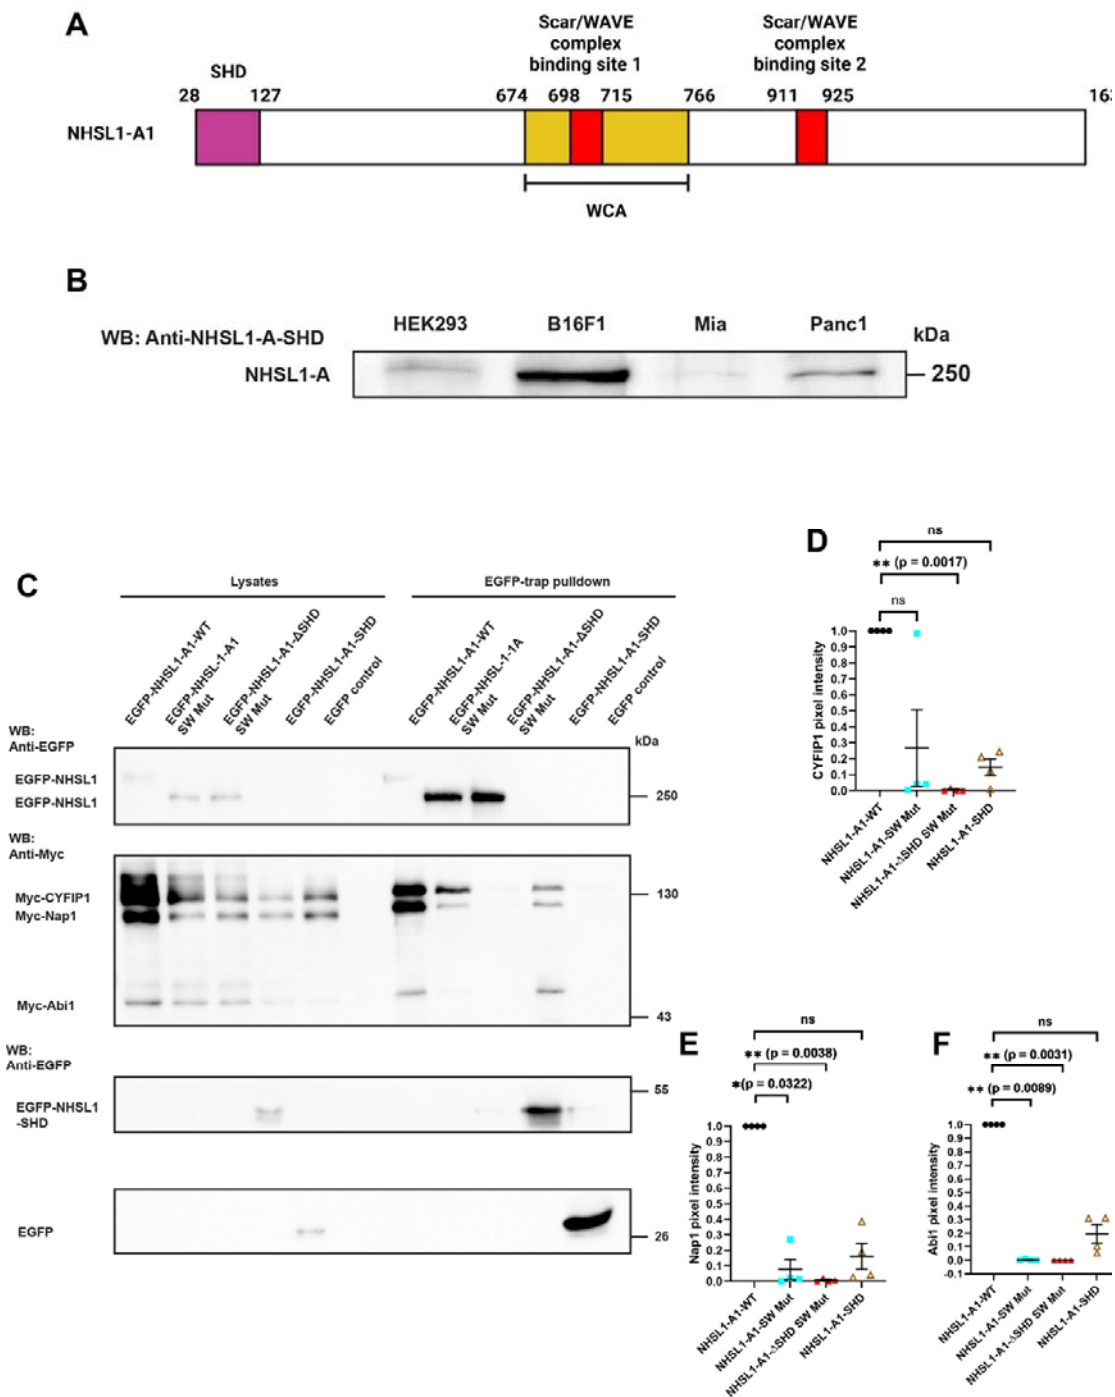 A
Scar/WAVE
complex
binding site 1
Scar/WAVE
complex
binding site 2
SHD
28 127 674 698 715 766 911 925 163
NHSL1-A1
WCA
B
WB: Anti-NHSL1-A-SHD
HEK293 B16F1 Mia Panc1 kDa
NHSL1-A
250
C
Lysates EGFP-trap pulldown
EGFP-NHSL1-A1-WT
EGFP-NHSL-1-A1
SW Mut
EGFP-NHSL1-A1-ΔSHD
SW Mut
EGFP-NHSL1-A1-SHD
EGFP control
EGFP-NHSL1-A1-WT
EGFP-NHSL-1-1A
SW Mut
EGFP-NHSL1-A1-ΔSHD
SW Mut
EGFP-NHSL1-A1-SHD
EGFP control
WB:
Anti-EGFP
kDa
EGFP-NHSL1
EGFP-NHSL1
250
WB:
Anti-Myc
Myc-CYFIP1
130
Myc-Nap1
Myc-Abi1
43
WB:
Anti-EGFP
55
EGFP-NHSL1
-SHD
EGFP
26
D
ns
** (p = 0.0017)
ns
CYFIP1 pixel intensity
1.0
0.9
0.8
0.7
0.6
0.5
0.4
0.3
0.2
0.1
0.0
NHSL1-A1-WT
NHSL1-A1-SW Mut
NHSL1-A1-ΔSHD SW Mut
NHSL1-A1-SHD
E
ns
** (p = 0.0038)
*(p = 0.0322)
Nap1 pixel intensity
1.0
0.9
0.8
0.7
0.6
0.5
0.4
0.3
0.2
0.1
0.0
NHSL1-A1-WT
NHSL1-A1-SW Mut
NHSL1-A1-ΔSHD SW Mut
NHSL1-A1-SHD
F
ns
** (p = 0.0031)
** (p = 0.0089)
Abi1 pixel intensity
1.0
0.9
0.8
0.7
0.6
0.5
0.4
0.3
0.2
0.1
0.0
-0.1
NHSL1-A1-WT
NHSL1-A1-SW Mut
NHSL1-A1-ΔSHD SW Mut
NHSL1-A1-SHD